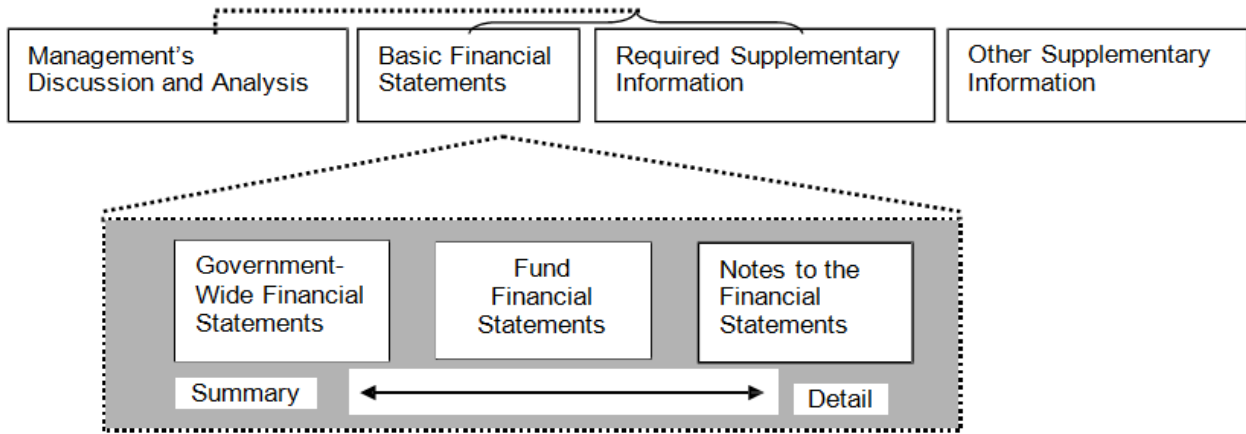 Management’s
Discussion and Analysis
Basic Financial
Statements
Required Supplementary
Information
Other Supplementary
Information
Government-
Wide Financial
Statements
Fund
Financial
Statements
Notes to the
Financial
Statements
Summary
Detail